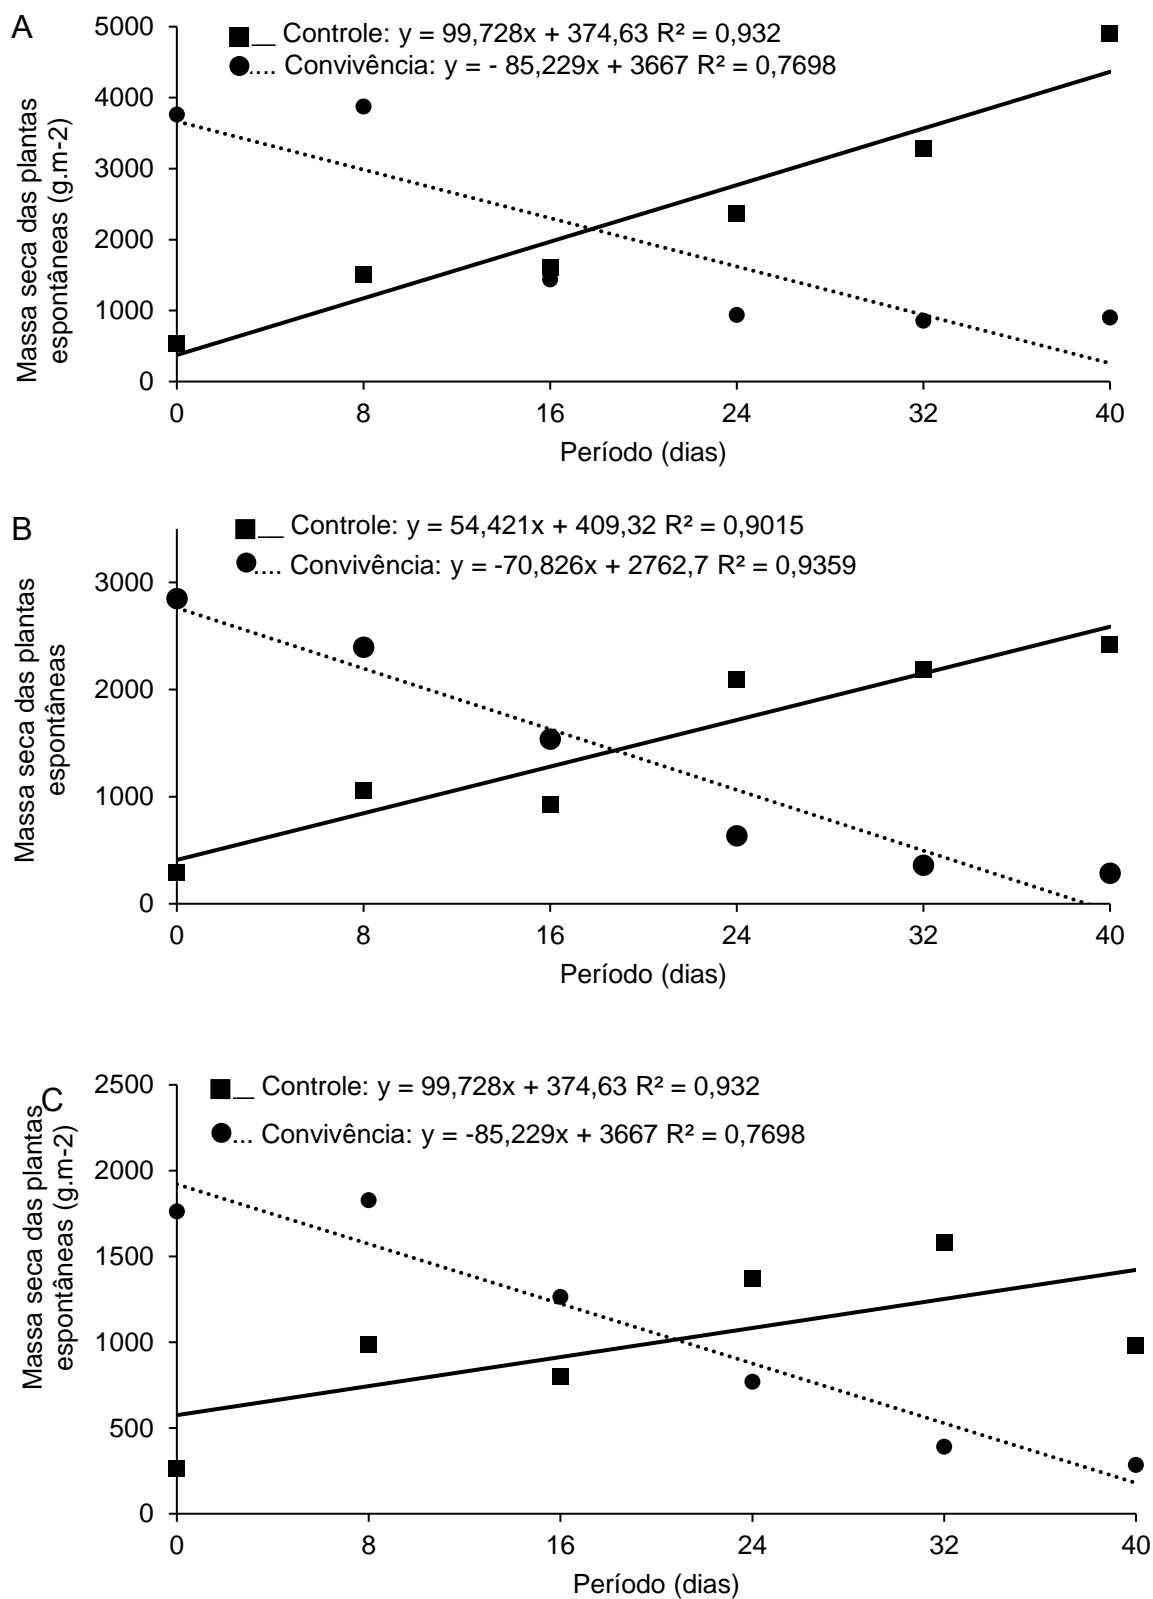 A
5000
4000
3000
2000
1000
0
Massa seca das plantas
espontâneas (g.m-2)
__ Controle: y = 99,728x + 374,63 R² = 0,932
.... Convivência: y = - 85,229x + 3667 R² = 0,7698
0 8 16 24 32 40
Período (dias)
B
3000
2000
1000
0
Massa seca das plantas
espontâneas
__ Controle: y = 54,421x + 409,32 R² = 0,9015
.... Convivência: y = -70,826x + 2762,7 R² = 0,9359
0 8 16 24 32 40
Período (dias)
C
2500
2000
1500
1000
500
0
Massa seca das plantas
espontâneas (g.m-2)
__ Controle: y = 99,728x + 374,63 R² = 0,932
... Convivência: y = -85,229x + 3667 R² = 0,7698
0 8 16 24 32 40
Período (dias)